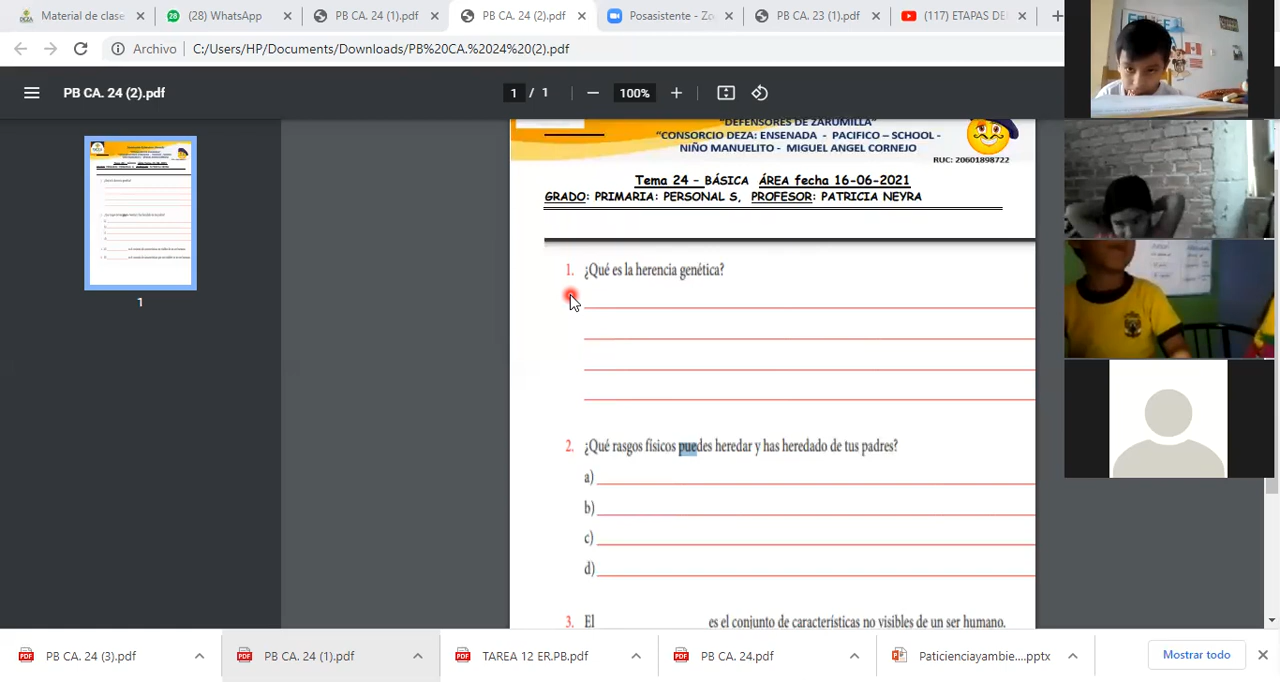 Material de clase
(28) WhatsApp
PB CA. 24 (1).pdf
PB CA. 24 (2).pdf
Posasistente - Zo
PB CA. 23 (1).pdf
(117) ETAPAS DE
Archivo
C:/Users/HP/Documents/Downloads/PB%20CA.%2024%20(2).pdf
PB CA. 24 (2).pdf
1 / 1
100%
1
"DEFENSORES DE ZARUMILLA"
"CONSORCIO DEZA: ENSENADA - PACIFICO – SCHOOL -
NIÑO MANUELITO - MIGUEL ANGEL CORNEJO
RUC: 20601898722
Tema 24 – BÁSICA ÁREA fecha 16-06-2021
GRADO: PRIMARIA: PERSONAL S, PROFESOR: PATRICIA NEYRA
1. ¿Qué es la herencia genética?
2. ¿Qué rasgos físicos puedes heredar y has heredado de tus padres?
a)
b)
c)
d)
3. El es el conjunto de características no visibles de un ser humano.
PB CA. 24 (3).pdf
PB CA. 24 (1).pdf
TAREA 12 ER.PB.pdf
PB CA. 24.pdf
Paticienciayambie....pptx
Mostrar todo